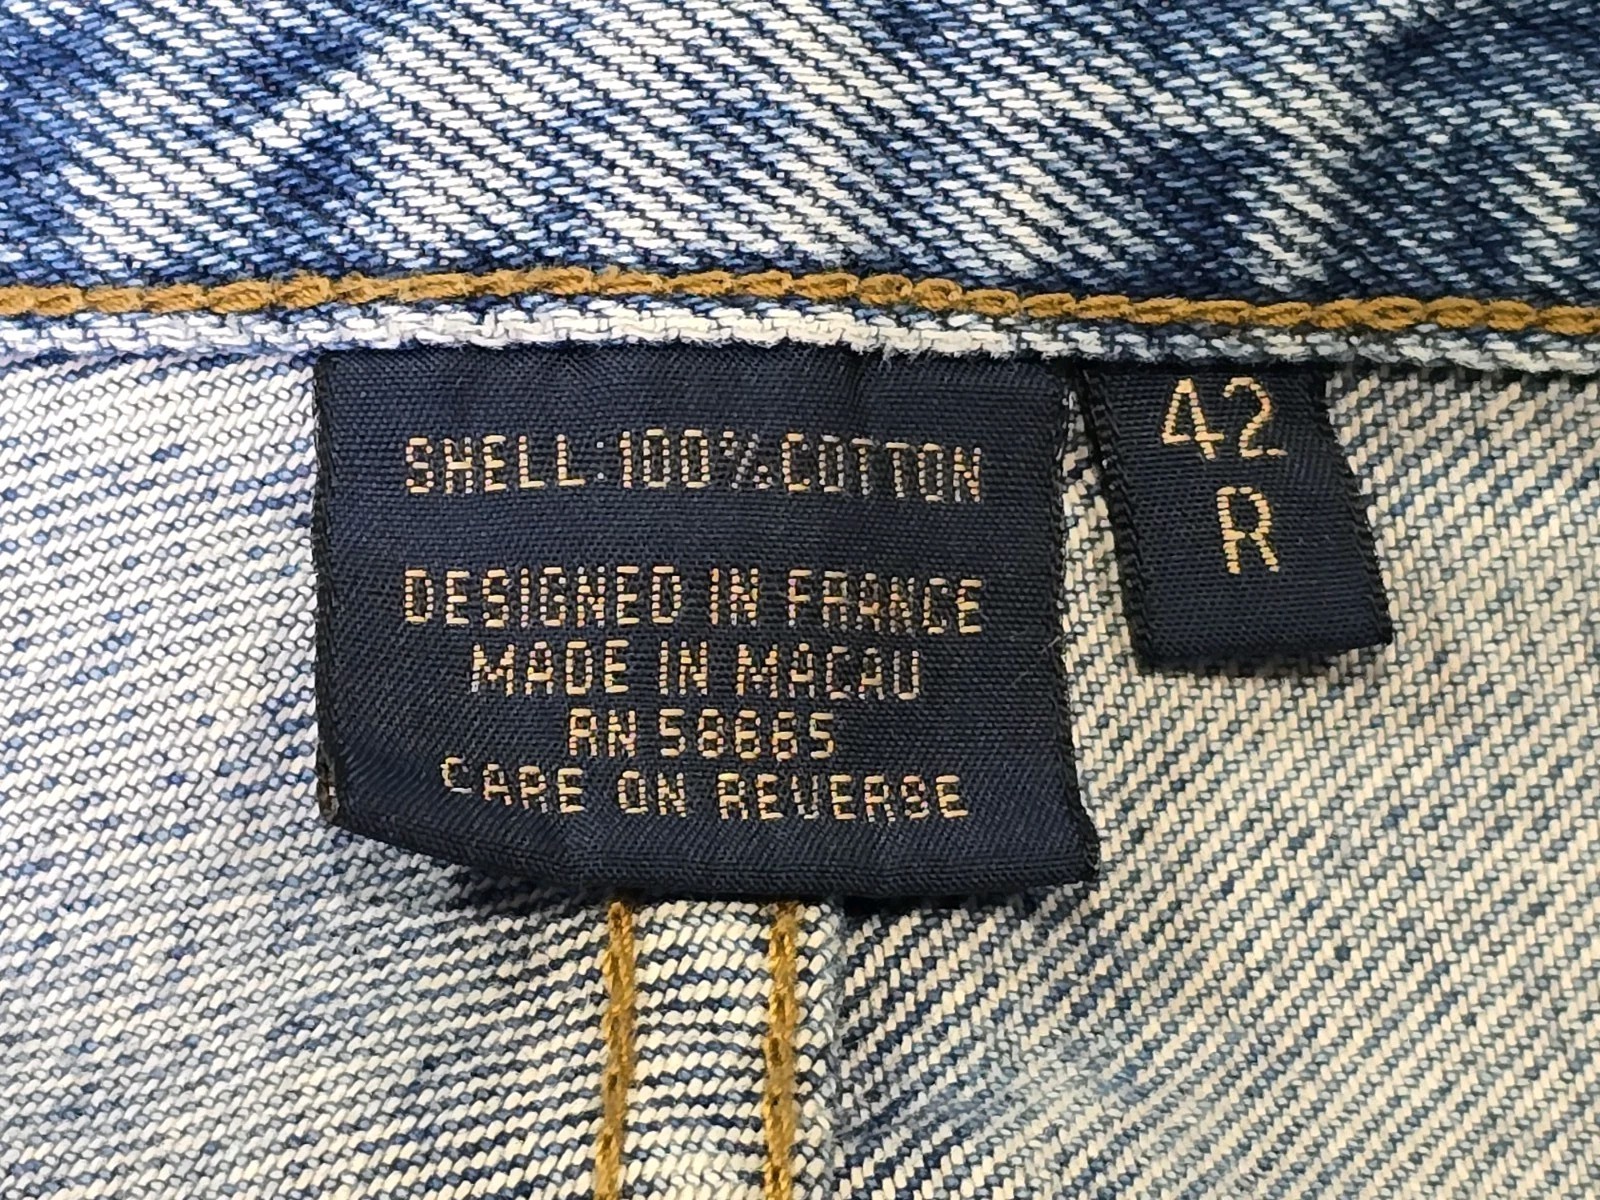 SHELL:100%COTTON
DESIGNED IN FRANCE
MADE IN MACAU
RN 58665
CARE ON REVERSE
42
R